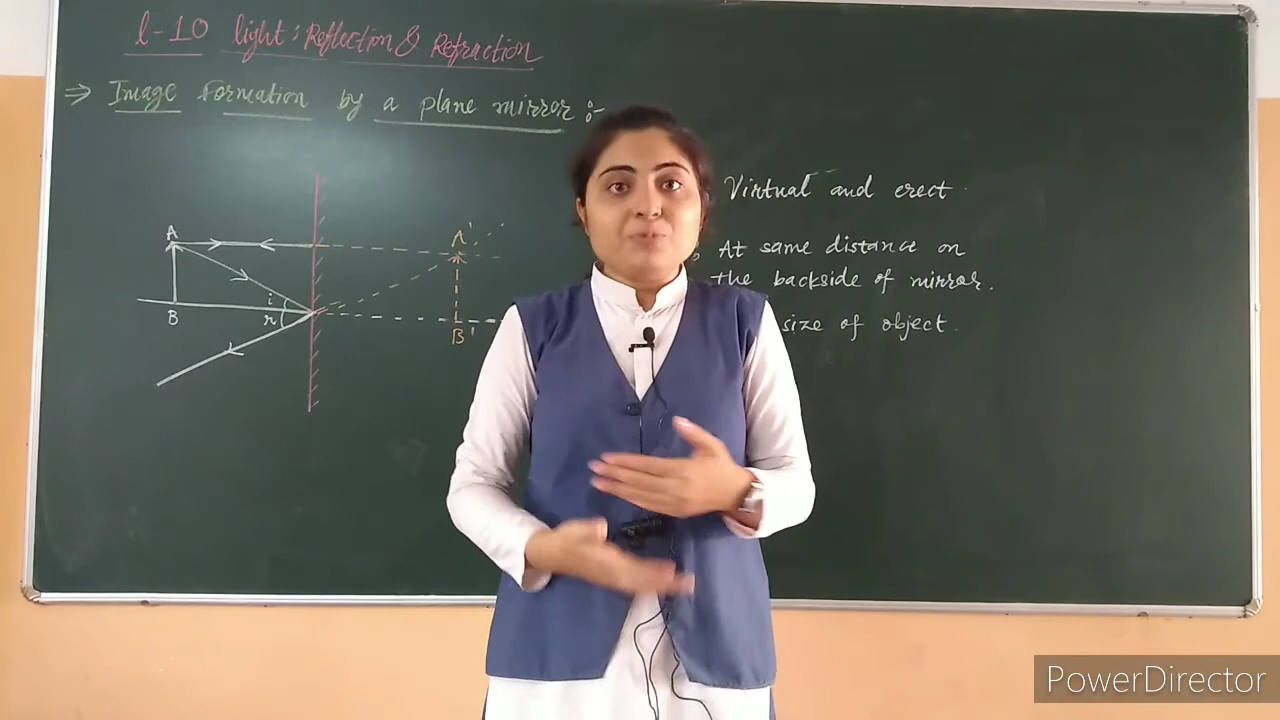 l-10 light : Reflection & Refraction
⇒ Image Formation by a plane mirror :-
Virtual and erect
At same distance on
the backside of mirror.
size of object.
A
B
i
r
A'
B'
PowerDirector